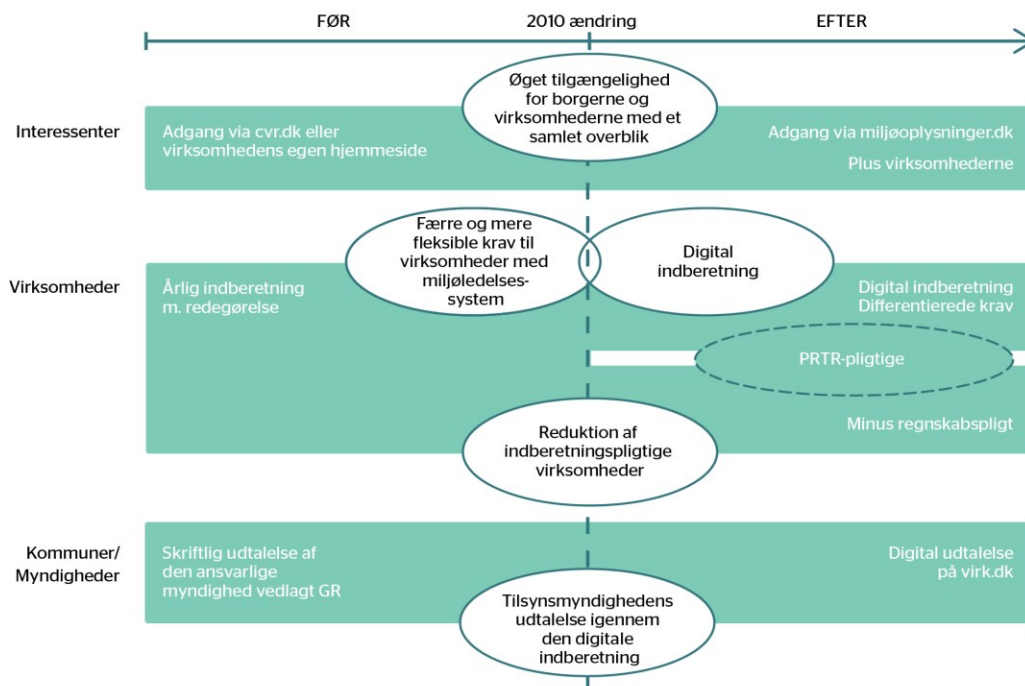 FØR
2010 ændring
EFTER
Øget tilgængelighed
for borgerne og
virksomhederne med et
samlet overblik
Interessenter
Adgang via cvr.dk eller
virksomhedens egen hjemmeside
Adgang via miljøoplysninger.dk
Plus virksomhederne
Færre og mere
fleksible krav til
virksomheder med
miljøledelses-
system
Digital
indberetning
Virksomheder
Årlig indberetning
m. redegørelse
Digital indberetning
Differentierede krav
PRTR-pligtige
Minus regnskabspligt
Reduktion af
indberetningspligtige
virksomheder
Kommuner/
Myndigheder
Skriftlig udtalelse af
den ansvarlige
myndighed vedlagt GR
Digital udtalelse
på virk.dk
Tilsynsmyndighedens
udtalelse igennem
den digitale
indberetning